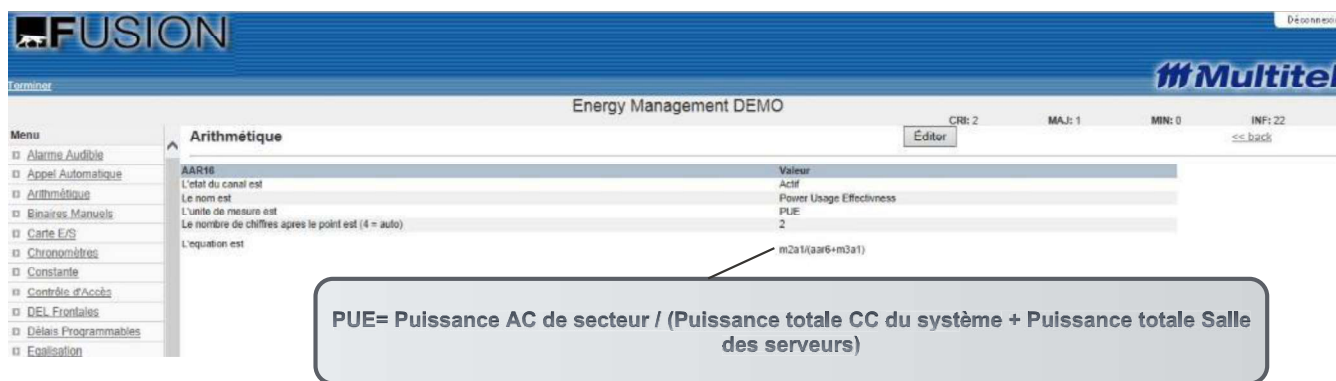 FUSION
Déconnexion
Multitel
Terminer
Energy Management DEMO
CRI: 2 MAJ: 1 MIN: 0 INF: 22
Menu
Arithmétique
Éditer
<< back
Alarme Audible
Appel Automatique
Arithmétique
Binaires Manuels
Carte E/S
Chronomètres
Constante
Contrôle d'Accès
DEL Frontales
Délais Programmables
Egalisation
AAR16 Valeur
L'etat du canal est Actif
Le nom est Power Usage Effectivness
L'unite de mesure est PUE
Le nombre de chiffres apres le point est (4 = auto) 2
L'equation est m2a1/(aar6+m3a1)
PUE= Puissance AC de secteur / (Puissance totale CC du système + Puissance totale Salle
des serveurs)